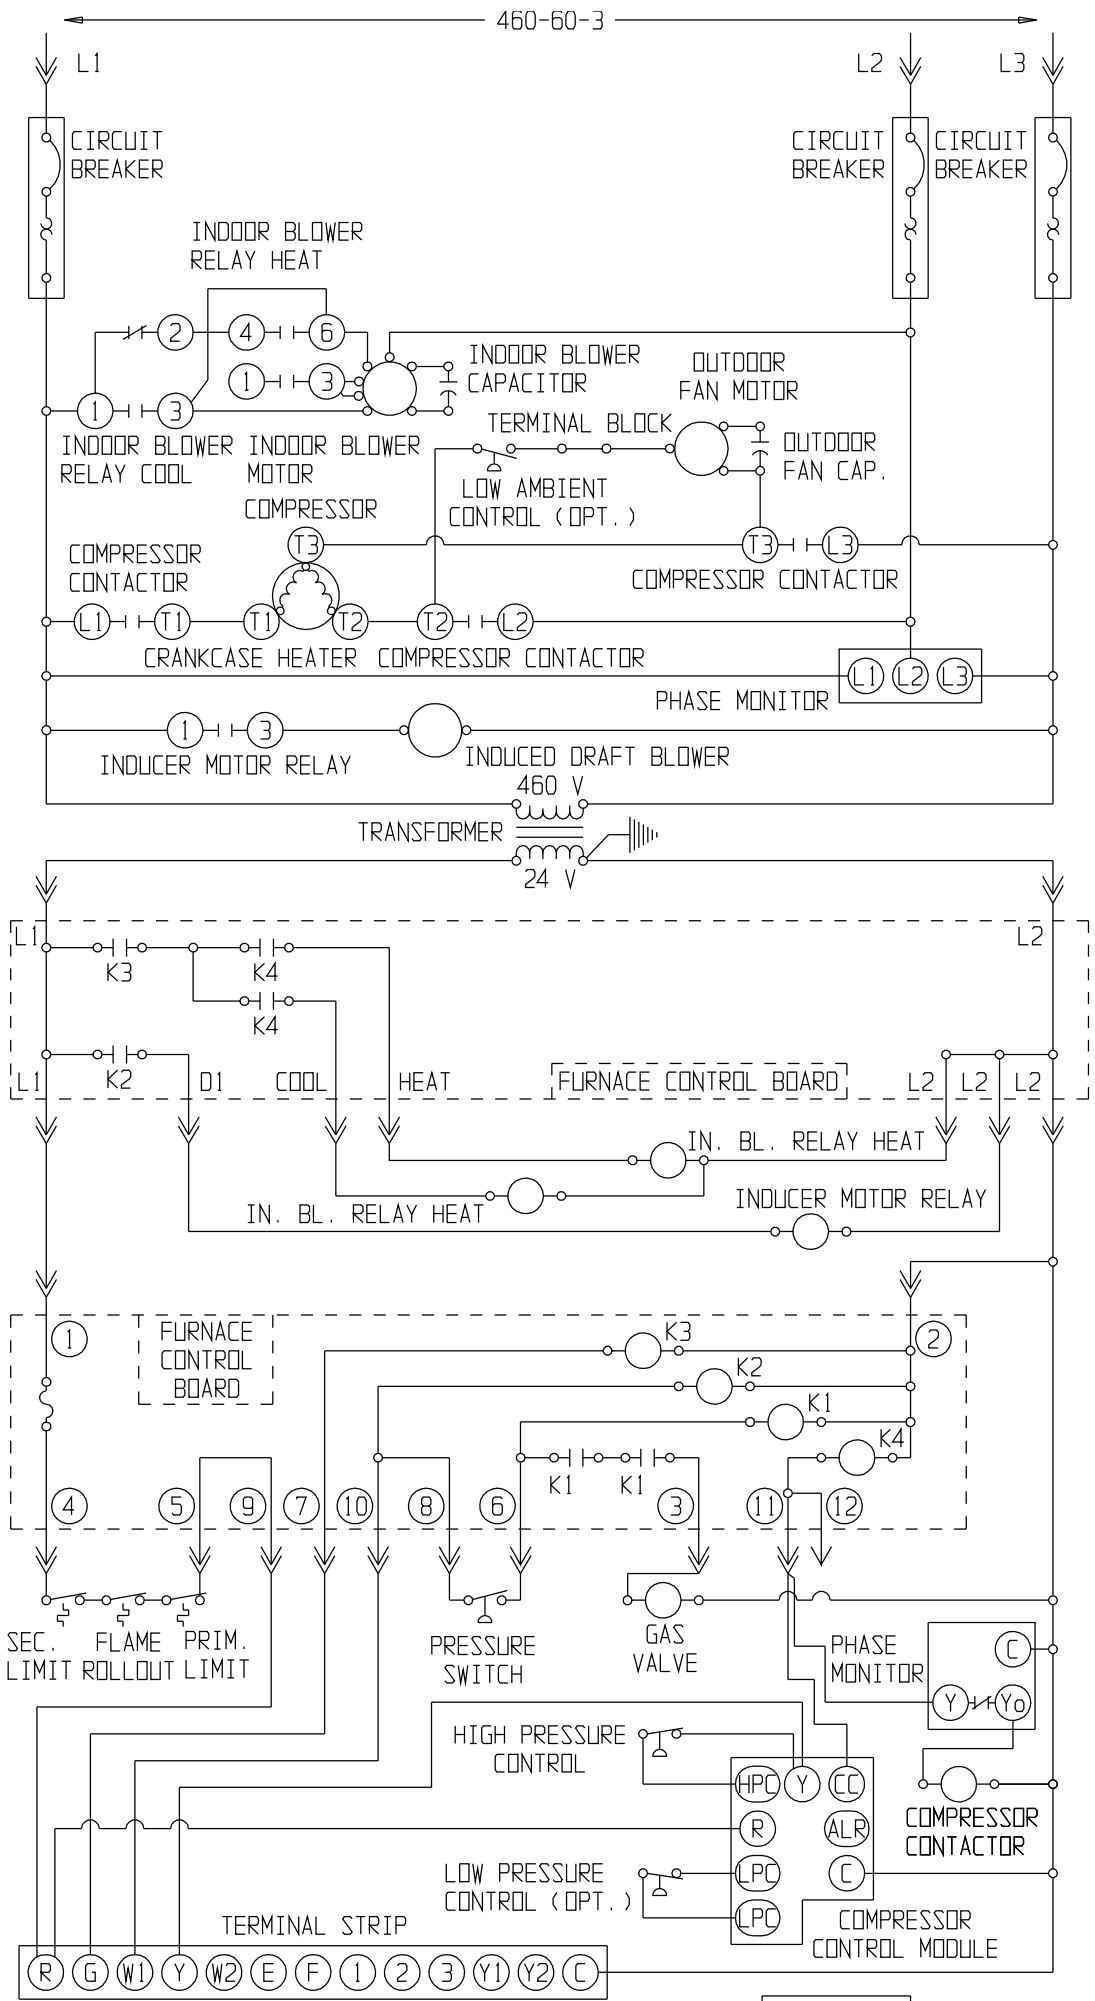 460-60-3
L1
L2
L3
CIRCUIT
BREAKER
CIRCUIT
BREAKER
CIRCUIT
BREAKER
INDOOR BLOWER
RELAY HEAT
2
4
6
1
3
1
3
INDOOR BLOWER
CAPACITOR
OUTDOOR
FAN MOTOR
INDOOR BLOWER
RELAY COOL
INDOOR BLOWER
MOTOR
TERMINAL BLOCK
OUTDOOR
FAN CAP.
LOW AMBIENT
CONTROL (OPT.)
COMPRESSOR
T3
T3
L3
COMPRESSOR
CONTACTOR
COMPRESSOR CONTACTOR
L1
T1
T1
T2
T2
L2
CRANKCASE HEATER
COMPRESSOR CONTACTOR
L1
L2
L3
PHASE MONITOR
1
3
INDUCER MOTOR RELAY
INDUCED DRAFT BLOWER
460 V
TRANSFORMER
24 V
L1
L2
K3
K4
K4
L1
K2
D1
COOL
HEAT
FURNACE CONTROL BOARD
L2
L2
L2
IN. BL. RELAY HEAT
IN. BL. RELAY HEAT
INDUCER MOTOR RELAY
1
FURNACE
CONTROL
BOARD
K3
2
K2
K1
K4
K1
K1
4
5
9
7
10
8
6
3
11
12
SEC.
LIMIT
FLAME
ROLLOUT
PRIM.
LIMIT
PRESSURE
SWITCH
GAS
VALVE
PHASE
MONITOR
C
Y
Yo
HIGH PRESSURE
CONTROL
HPC
Y
CC
R
ALR
LPC
C
LPC
COMPRESSOR
CONTACTOR
LOW PRESSURE
CONTROL (OPT.)
COMPRESSOR
CONTROL MODULE
TERMINAL STRIP
R
G
W1
Y
W2
E
F
1
2
3
Y1
Y2
C